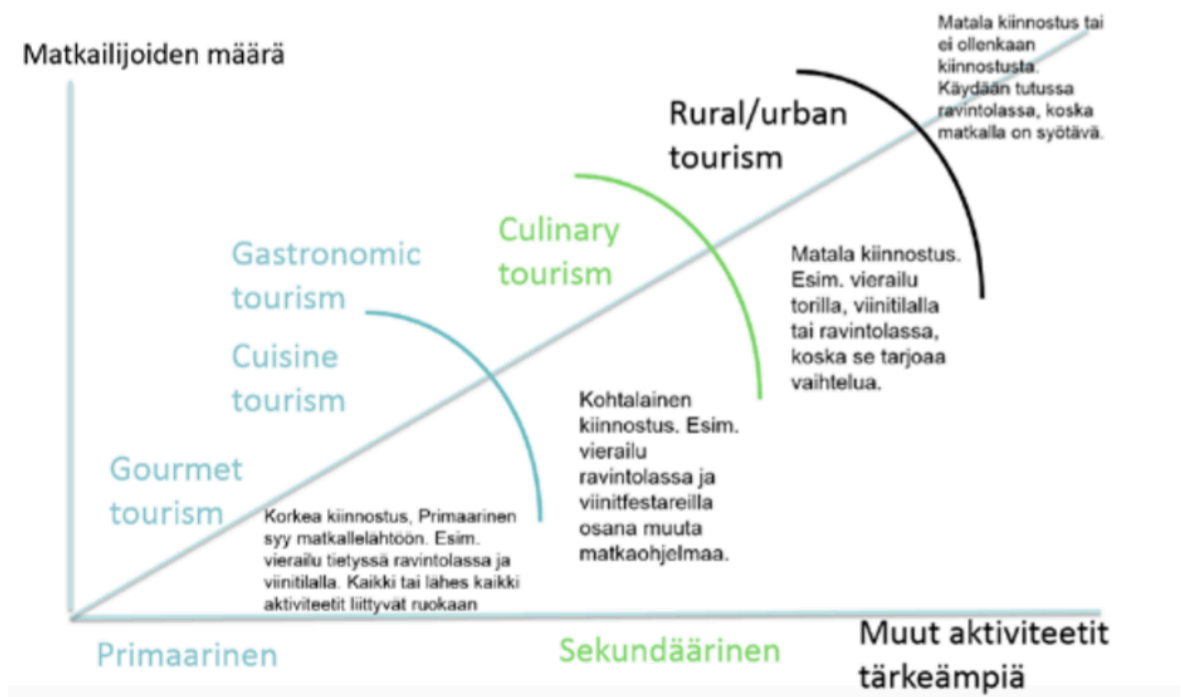 Matkailijoiden määrä
Matala kiinnostus tai
ei ollenkaan
kiinnostusta.
Käydään tutussa
ravintolassa, koska
matkalla on syötävä.
Rural/urban
tourism
Culinary
tourism
Gastronomic
tourism
Matala kiinnostus.
Esim. vierailu
torilla, viinitilalla
tai ravintolassa,
koska se tarjoaa
vaihtelua.
Cuisine
tourism
Kohtalainen
kiinnostus. Esim.
vierailu
ravintolassa ja
viinitfestareilla
osana muuta
matkaohjelmaa.
Gourmet
tourism
Korkea kiinnostus, Primaarinen
syy matkallelähtöön. Esim.
vierailu tietyssä ravintolassa ja
viinitilalla. Kaikki tai lähes kaikki
aktiviteetit liittyvät ruokaan
Primaarinen
Sekundäärinen
Muut aktiviteetit
tärkeämpiä